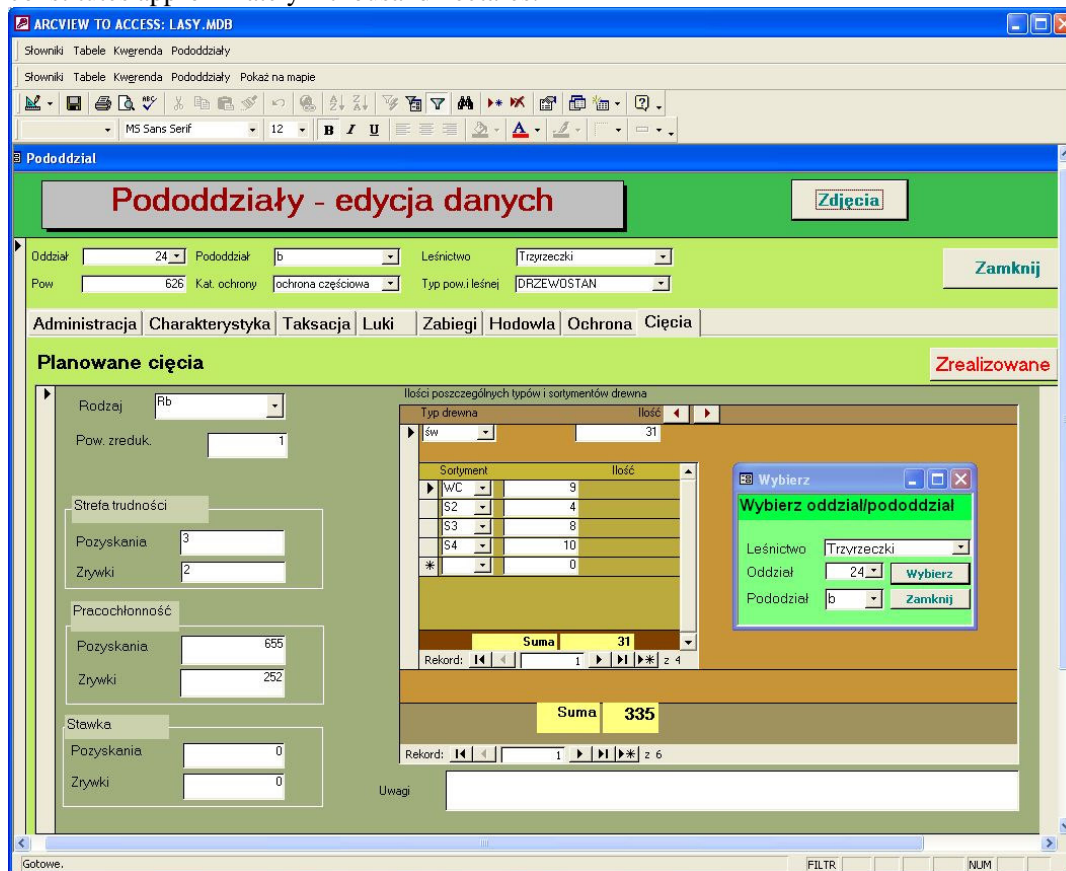 ARCVIEW TO ACCESS: LASY.MDB
Słowniki Tabele Kwerenda Pododdziały
Słowniki Tabele Kwerenda Pododdziały Pokaż na mapie
MS Sans Serif 12 B I U
Pododdzial
Pododdziały - edycja danych
Zdjęcia
Oddział 24 Pododdział b Leśnictwo Trzyrzeczki
Zamknij
Pow 626 Kat. ochrony ochrona częściowa Typ pow.i leśnej DRZEWOSTAN
Administracja Charakterystyka Taksacja Luki Zabiegi Hodowla Ochrona Cięcia
Planowane cięcia
Zrealizowane
Rodzaj Rb
Pow. zreduk. 1
Strefa trudności
Pozyskania 3
Zrywki 2
Pracochłonność
Pozyskania 655
Zrywki 252
Stawka
Pozyskania 0
Zrywki 0
Ilości poszczególnych typów i sortymentów drewna
Typ drewna Ilość
św 31
Sortyment Ilość
WC 9
S2 4
S3 8
S4 10
0
Suma 31
Rekord: 1 z 4
Suma 335
Rekord: 1 z 6
Uwagi
Wybierz
Wybierz oddział/pododdział
Leśnictwo Trzyrzeczki
Oddział 24 Wybierz
Pododział b Zamknij
Gotowe.
FILTR NUM